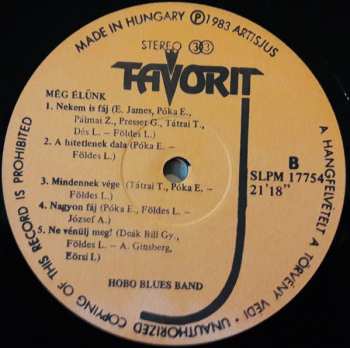 MADE IN HUNGARY Ⓟ 1983 ARTISJUS
STEREO 33
FAVORIT
MÉG ÉLÜNK
1. Nekem is fáj (E. James, Póka E.,
Pálmai Z., Presser G., Tátrai T.,
Dés L. – Földes L.)
2. A hitetlenek dala (Póka E. –
Földes L.)
3. Mindennek vége (Tátrai T., Póka E. –
Földes L.)
4. Nagyon fáj (Póka E., Földes L. –
József A.)
5. Ne vénülj meg! (Deák Bill Gy.,
Földes L. – A. Ginsberg,
Eörsi I.)
B
SLPM 17754
21'18"
HOBO BLUES BAND
A HANGFELVÉTELT A TÖRVÉNY VÉDI • UNAUTHORIZED COPYING OF THIS RECORD IS PROHIBITED